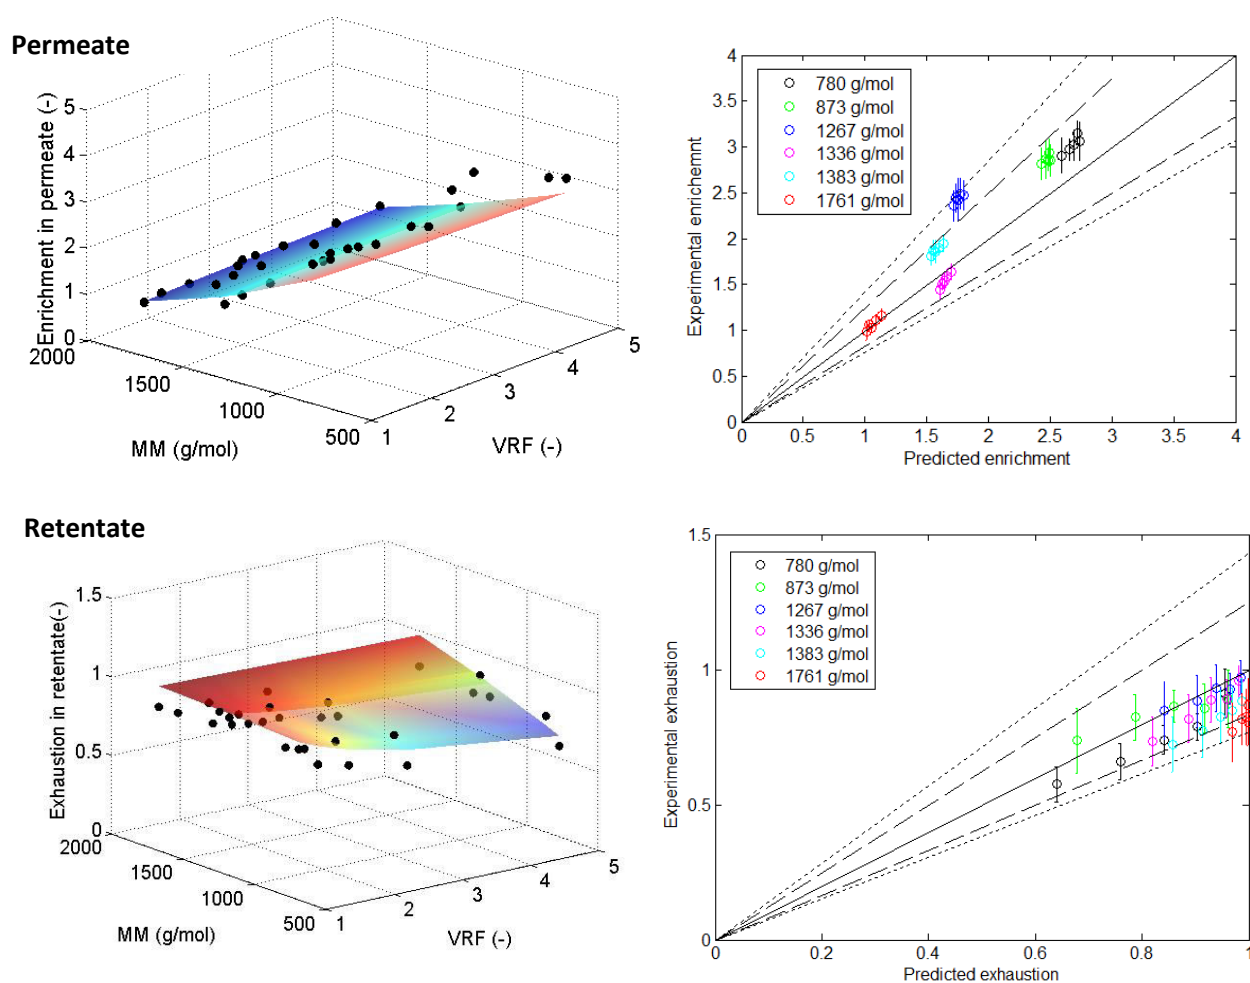 Permeate
5
4
3
2
1
0
Enrichment in permeate (-)
2000
1500
1000
500
MM (g/mol)
1
2
3
4
5
VRF (-)
4
3.5
3
2.5
2
1.5
1
0.5
0
Experimental enrichemnt
780 g/mol
873 g/mol
1267 g/mol
1336 g/mol
1383 g/mol
1761 g/mol
0
0.5
1
1.5
2
2.5
3
3.5
4
Predicted enrichment
Retentate
1.5
1
0.5
0
Exhaustion in retentate(-)
2000
1500
1000
500
MM (g/mol)
1
2
3
4
5
VRF (-)
1.5
1
0.5
0
Experimental exhaustion
780 g/mol
873 g/mol
1267 g/mol
1336 g/mol
1383 g/mol
1761 g/mol
0
0.2
0.4
0.6
0.8
1
Predicted exhaustion